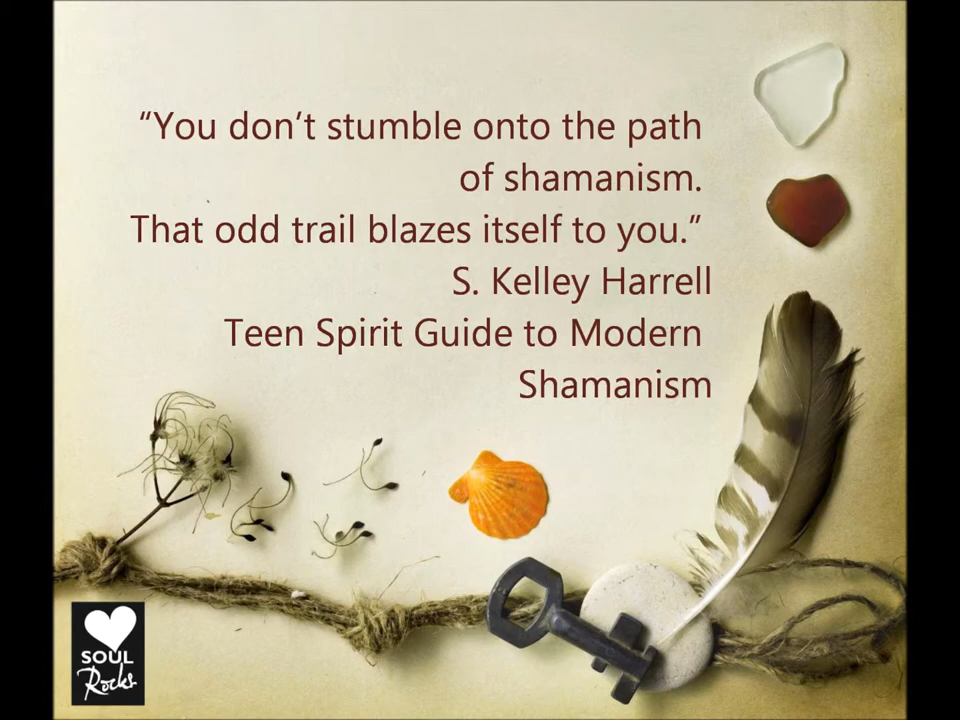 “You don’t stumble onto the path
of shamanism.
That odd trail blazes itself to you.”
S. Kelley Harrell
Teen Spirit Guide to Modern
Shamanism
SOUL
Rocks